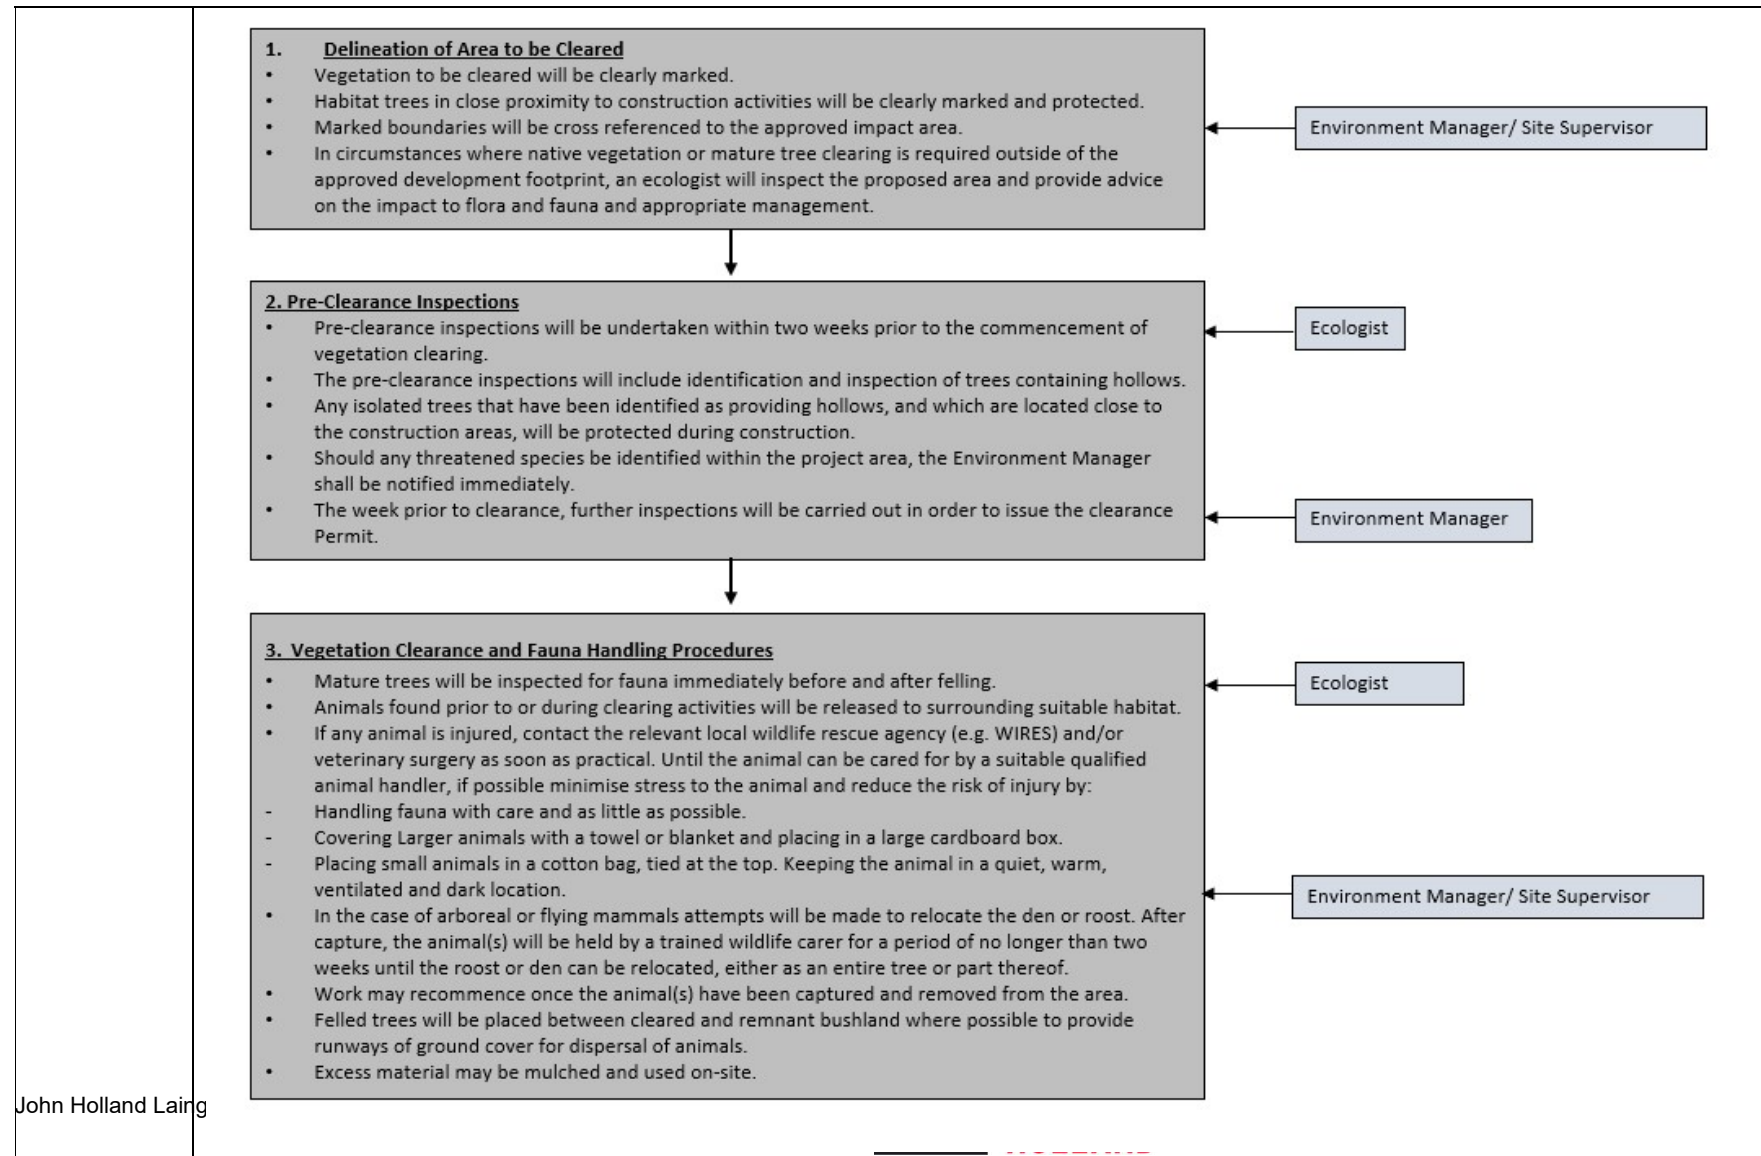 1. Delineation of Area to be Cleared
• Vegetation to be cleared will be clearly marked.
• Habitat trees in close proximity to construction activities will be clearly marked and protected.
• Marked boundaries will be cross referenced to the approved impact area.
• In circumstances where native vegetation or mature tree clearing is required outside of the
approved development footprint, an ecologist will inspect the proposed area and provide advice
on the impact to flora and fauna and appropriate management.
Environment Manager/ Site Supervisor
2. Pre-Clearance Inspections
• Pre-clearance inspections will be undertaken within two weeks prior to the commencement of
vegetation clearing.
• The pre-clearance inspections will include identification and inspection of trees containing hollows.
• Any isolated trees that have been identified as providing hollows, and which are located close to
the construction areas, will be protected during construction.
• Should any threatened species be identified within the project area, the Environment Manager
shall be notified immediately.
• The week prior to clearance, further inspections will be carried out in order to issue the clearance
Permit.
Ecologist
Environment Manager
3. Vegetation Clearance and Fauna Handling Procedures
• Mature trees will be inspected for fauna immediately before and after felling.
• Animals found prior to or during clearing activities will be released to surrounding suitable habitat.
• If any animal is injured, contact the relevant local wildlife rescue agency (e.g. WIRES) and/or
veterinary surgery as soon as practical. Until the animal can be cared for by a suitable qualified
animal handler, if possible minimise stress to the animal and reduce the risk of injury by:
- Handling fauna with care and as little as possible.
- Covering Larger animals with a towel or blanket and placing in a large cardboard box.
- Placing small animals in a cotton bag, tied at the top. Keeping the animal in a quiet, warm,
ventilated and dark location.
• In the case of arboreal or flying mammals attempts will be made to relocate the den or roost. After
capture, the animal(s) will be held by a trained wildlife carer for a period of no longer than two
weeks until the roost or den can be relocated, either as an entire tree or part thereof.
• Work may recommence once the animal(s) have been captured and removed from the area.
• Felled trees will be placed between cleared and remnant bushland where possible to provide
runways of ground cover for dispersal of animals.
• Excess material may be mulched and used on-site.
Ecologist
Environment Manager/ Site Supervisor
John Holland Laing